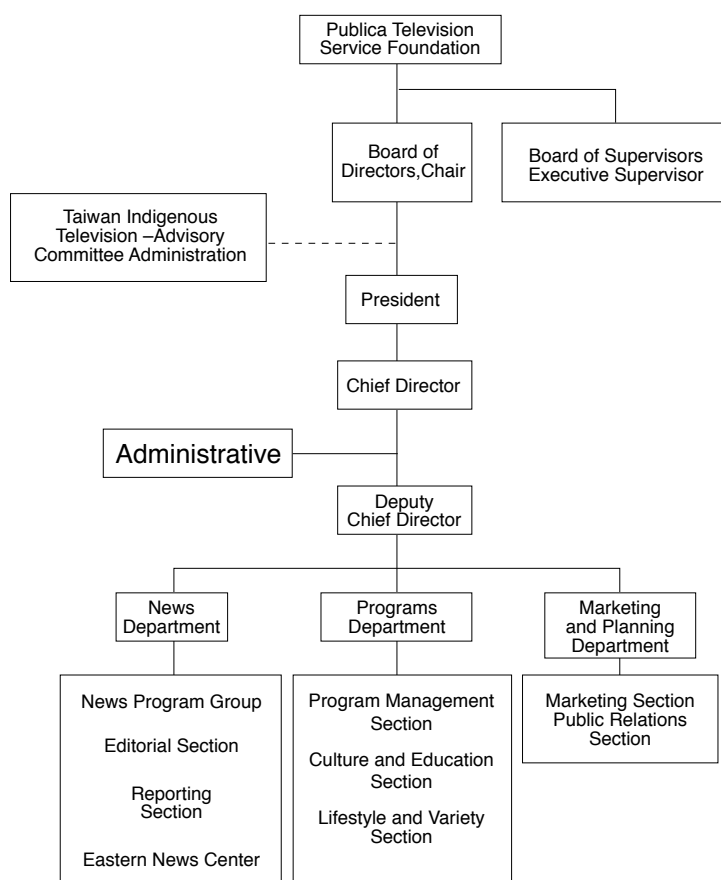 Publica Television
Service Foundation
Board of
Directors,Chair
Board of Supervisors
Executive Supervisor
Taiwan Indigenous
Television –Advisory
Committee Administration
President
Chief Director
Administrative
Deputy
Chief Director
News
Department
Programs
Department
Marketing
and Planning
Department
News Program Group
Editorial Section
Reporting
Section
Eastern News Center
Program Management
Section
Culture and Education
Section
Lifestyle and Variety
Section
Marketing Section
Public Relations
Section